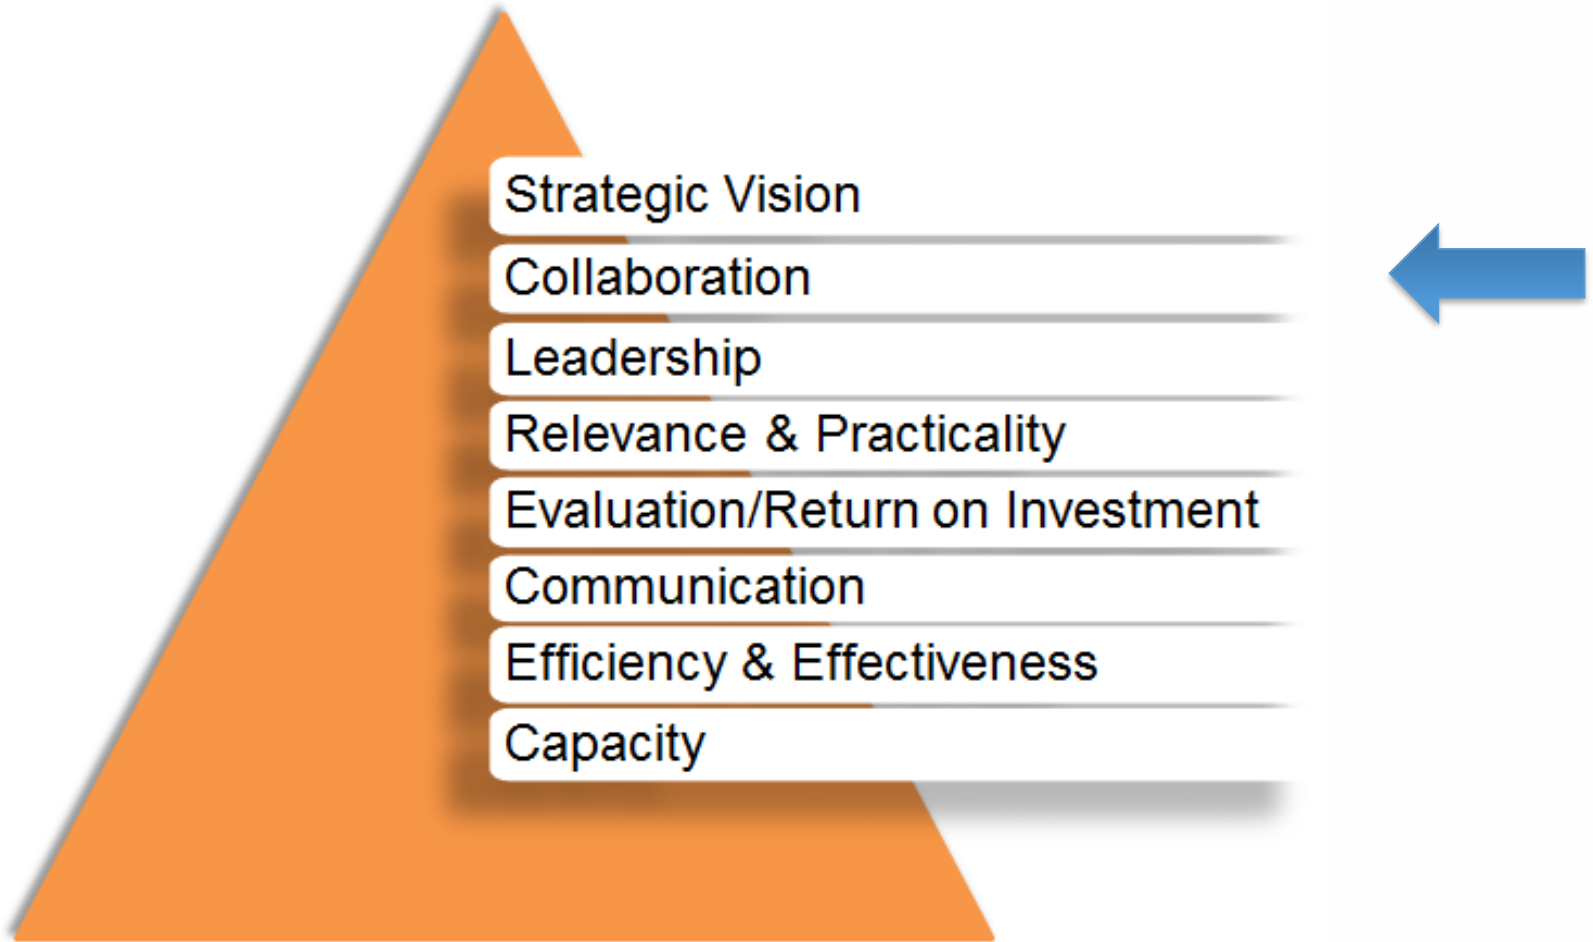 Strategic Vision
Collaboration
Leadership
Relevance & Practicality
Evaluation/Return on Investment
Communication
Efficiency & Effectiveness
Capacity